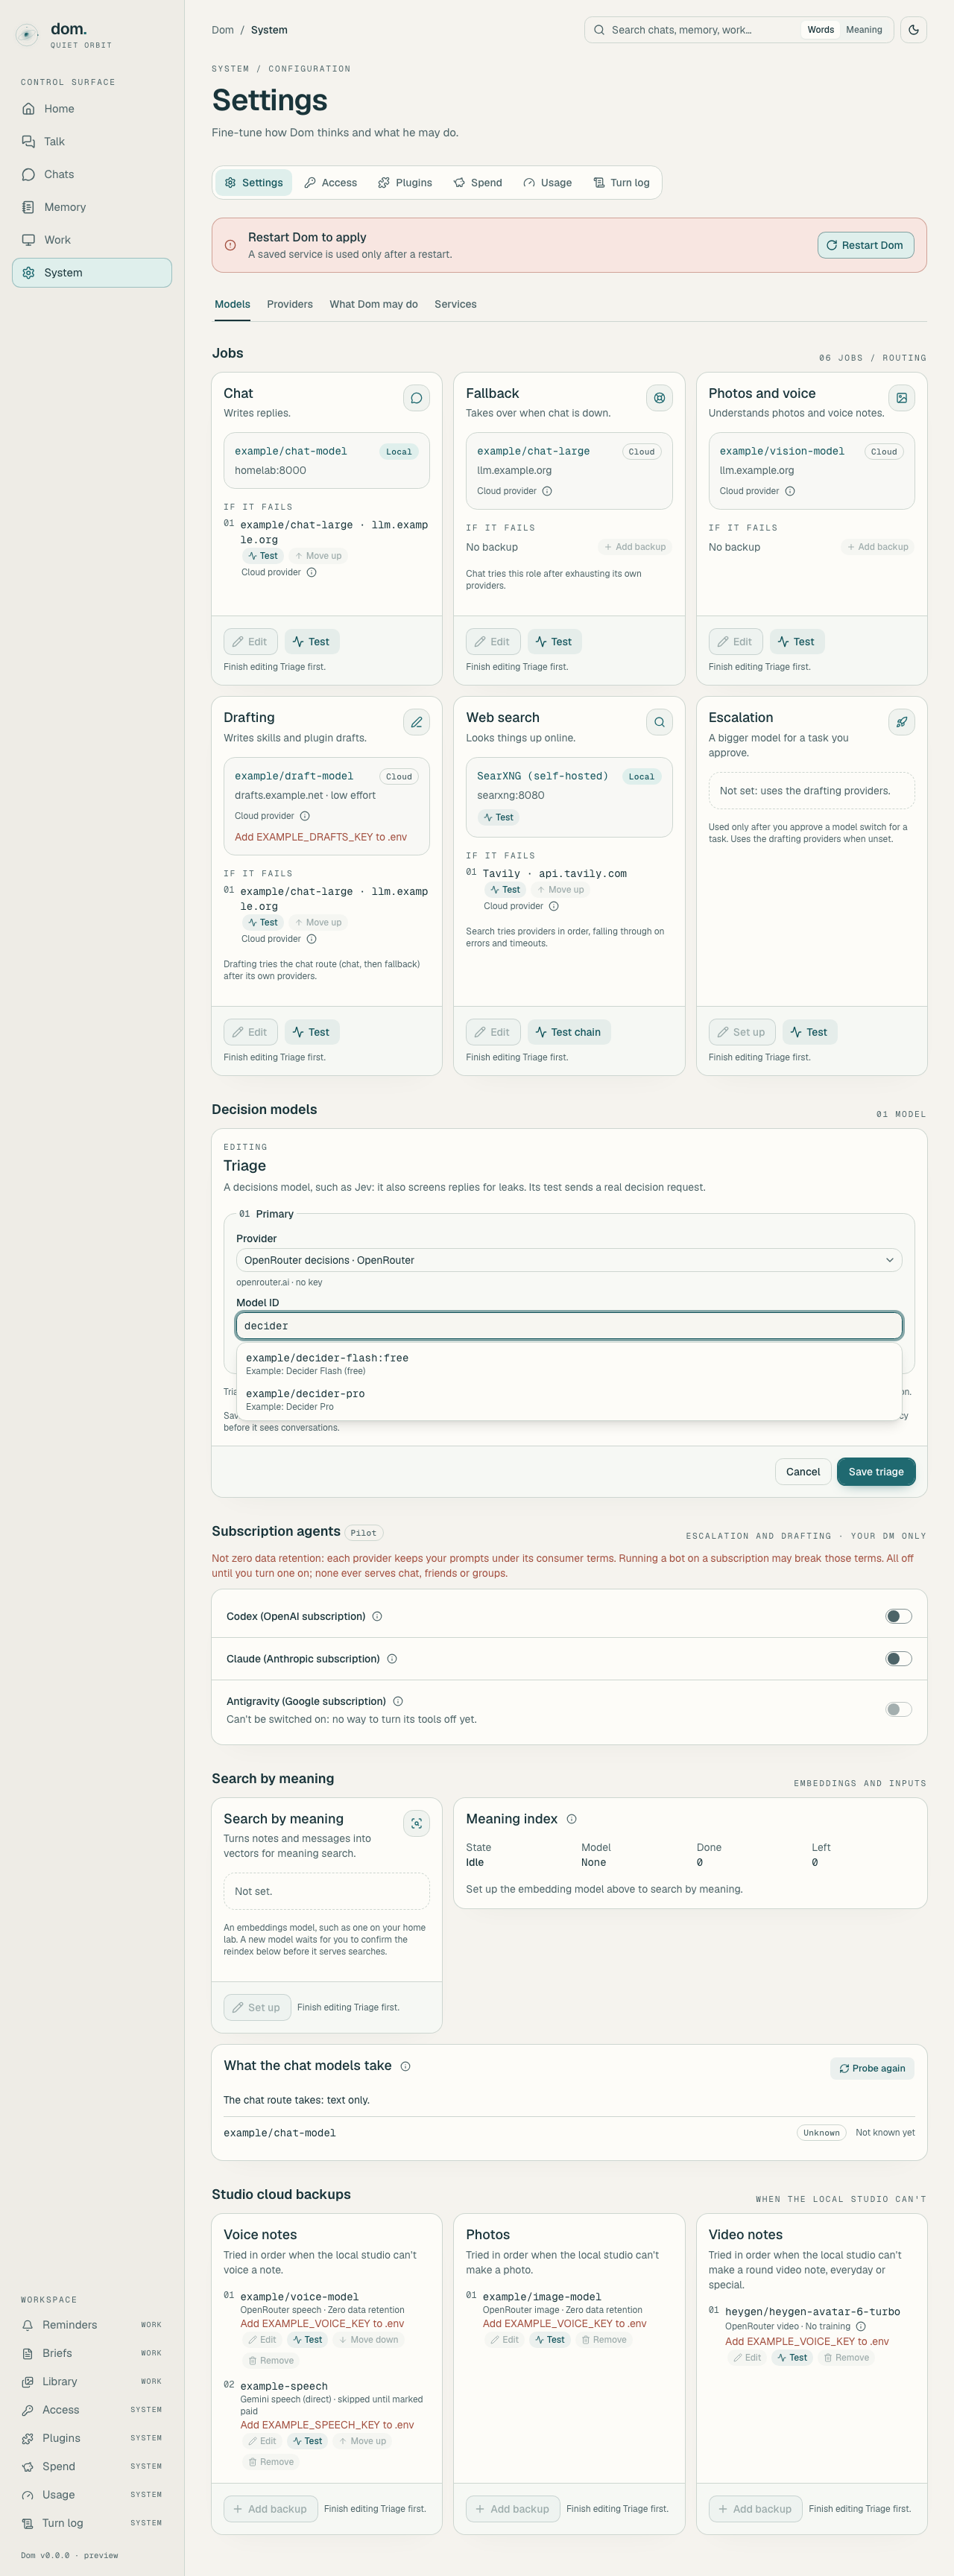 dom.
QUIET ORBIT
CONTROL SURFACE
Home
Talk
Chats
Memory
Work
System
Dom / System
Search chats, memory, work...
Words
Meaning
SYSTEM / CONFIGURATION
Settings
Fine-tune how Dom thinks and what he may do.
Settings
Access
Plugins
Spend
Usage
Turn log
Restart Dom to apply
A saved service is used only after a restart.
Restart Dom
Models
Providers
What Dom may do
Services
Jobs
06 JOBS / ROUTING
Chat
Writes replies.
example/chat-model
Local
homelab:8000
IF IT FAILS
01 example/chat-large · llm.examp
le.org
Test
Move up
Cloud provider
Edit
Test
Finish editing Triage first.
Fallback
Takes over when chat is down.
example/chat-large
Cloud
llm.example.org
Cloud provider
IF IT FAILS
No backup
Add backup
Chat tries this role after exhausting its own
providers.
Edit
Test
Finish editing Triage first.
Photos and voice
Understands photos and voice notes.
example/vision-model
Cloud
llm.example.org
Cloud provider
IF IT FAILS
No backup
Add backup
Edit
Test
Finish editing Triage first.
Drafting
Writes skills and plugin drafts.
example/draft-model
Cloud
drafts.example.net · low effort
Cloud provider
Add EXAMPLE_DRAFTS_KEY to .env
IF IT FAILS
01 example/chat-large · llm.examp
le.org
Test
Move up
Cloud provider
Drafting tries the chat route (chat, then fallback)
after its own providers.
Edit
Test
Finish editing Triage first.
Web search
Looks things up online.
SearXNG (self-hosted)
Local
searxng:8080
Test
IF IT FAILS
01 Tavily · api.tavily.com
Test
Move up
Cloud provider
Search tries providers in order, falling through on
errors and timeouts.
Edit
Test chain
Finish editing Triage first.
Escalation
A bigger model for a task you
approve.
Not set: uses the drafting providers.
Used only after you approve a model switch for a
task. Uses the drafting providers when unset.
Set up
Test
Finish editing Triage first.
Decision models
01 MODEL
EDITING
Triage
A decisions model, such as Jev: it also screens replies for leaks. Its test sends a real decision request.
01 Primary
Provider
OpenRouter decisions · OpenRouter
openrouter.ai · no key
Model ID
decider
example/decider-flash:free
Example: Decider Flash (free)
example/decider-pro
Example: Decider Pro
before it sees conversations.
Cancel
Save triage
Subscription agents
Pilot
ESCALATION AND DRAFTING · YOUR DM ONLY
Not zero data retention: each provider keeps your prompts under its consumer terms. Running a bot on a subscription may break those terms. All off
until you turn one on; none ever serves chat, friends or groups.
Codex (OpenAI subscription)
Claude (Anthropic subscription)
Antigravity (Google subscription)
Can't be switched on: no way to turn its tools off yet.
Search by meaning
EMBEDDINGS AND INPUTS
Search by meaning
Turns notes and messages into
vectors for meaning search.
Not set.
An embeddings model, such as one on your home
lab. A new model waits for you to confirm the
reindex below before it serves searches.
Set up
Finish editing Triage first.
Meaning index
State
Model
Done
Left
Idle
None
0
0
Set up the embedding model above to search by meaning.
What the chat models take
Probe again
The chat route takes: text only.
example/chat-model
Unknown
Not known yet
Studio cloud backups
WHEN THE LOCAL STUDIO CAN'T
Voice notes
Tried in order when the local studio can't
voice a note.
01 example/voice-model
OpenRouter speech · Zero data retention
Add EXAMPLE_VOICE_KEY to .env
Edit
Test
Move down
Remove
02 example-speech
Gemini speech (direct) · skipped until marked
paid
Add EXAMPLE_SPEECH_KEY to .env
Edit
Test
Move up
Remove
Add backup
Finish editing Triage first.
Photos
Tried in order when the local studio can't
make a photo.
01 example/image-model
OpenRouter image · Zero data retention
Add EXAMPLE_VOICE_KEY to .env
Edit
Test
Remove
Add backup
Finish editing Triage first.
Video notes
Tried in order when the local studio can't
make a round video note, everyday or
special.
01 heygen/heygen-avatar-6-turbo
OpenRouter video · No training
Add EXAMPLE_VOICE_KEY to .env
Edit
Test
Remove
Add backup
Finish editing Triage first.
WORKSPACE
Reminders WORK
Briefs WORK
Library WORK
Access SYSTEM
Plugins SYSTEM
Spend SYSTEM
Usage SYSTEM
Turn log SYSTEM
Dom v0.0.0 · preview